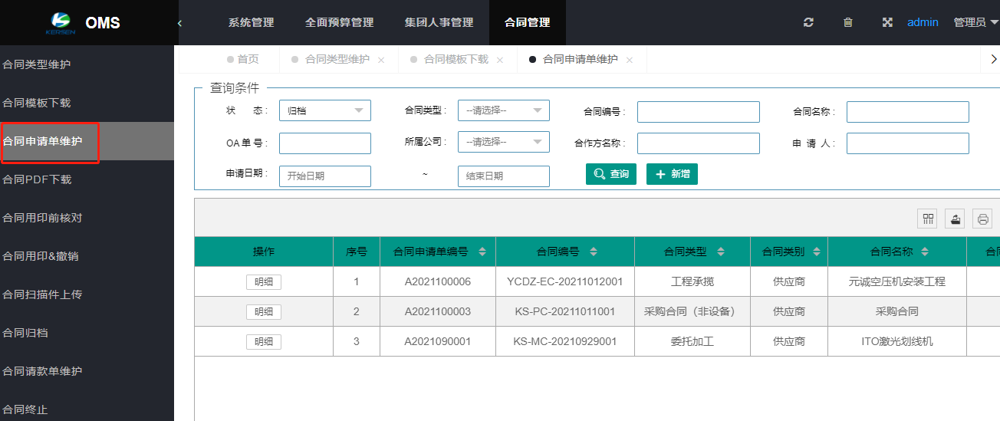 KERSEN OMS 系统管理 全面预算管理 集团人事管理 合同管理 admin 管理员
首页 合同类型维护 合同模板下载 合同申请单维护
合同类型维护
合同模板下载
合同申请单维护
合同PDF下载
合同用印前核对
合同用印&撤销
合同扫描件上传
合同归档
合同请款单维护
合同终止
查询条件
状 态： 归档 合同类型： --请选择-- 合同编号： 合同名称：
OA 单 号： 所属公司： --请选择-- 合作方名称： 申 请 人：
申请日期： 开始日期 ~ 结束日期 查询 新增
操作 序号 合同申请单编号 合同编号 合同类型 合同类别 合同名称
明细 1 A2021100006 YCDZ-EC-20211012001 工程承揽 供应商 元诚空压机安装工程
明细 2 A2021100003 KS-PC-20211011001 采购合同（非设备） 供应商 采购合同
明细 3 A2021090001 KS-MC-20210929001 委托加工 供应商 ITO激光划线机